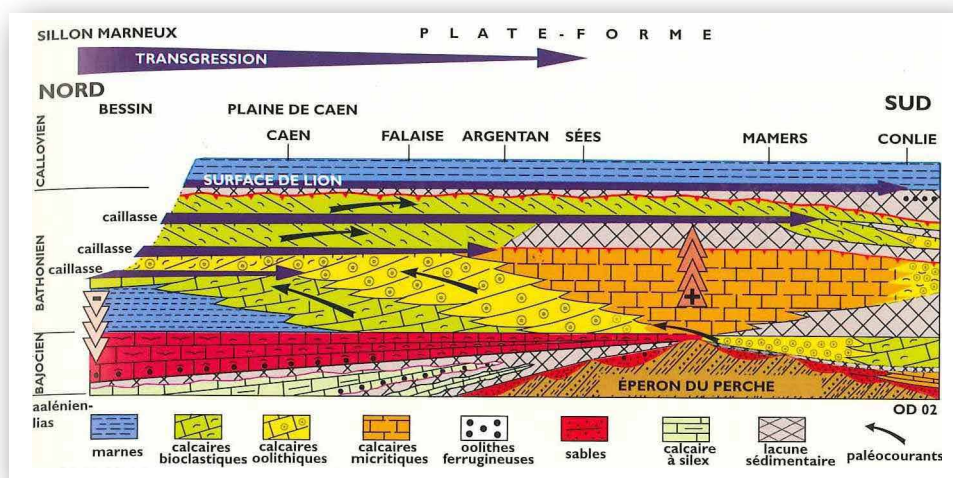 SILLON MARNEUX
PLATE-FORME
TRANSGRESSION
NORD
SUD
BESSIN
PLAINE DE CAEN
CAEN
FALAISE
ARGENTAN
SÉES
MAMERS
CONLIE
CALLOVIEN
SURFACE DE LION
caillasse
caillasse
caillasse
BATHONIEN
BAJOCIEN
ÉPERON DU PERCHE
aalénien-
lias
OD 02
marnes
calcaires
bioclastiques
calcaires
oolithiques
calcaires
micritiques
oolithes
ferrugineuses
sables
calcaire
à silex
lacune
sédimentaire
paléocourants